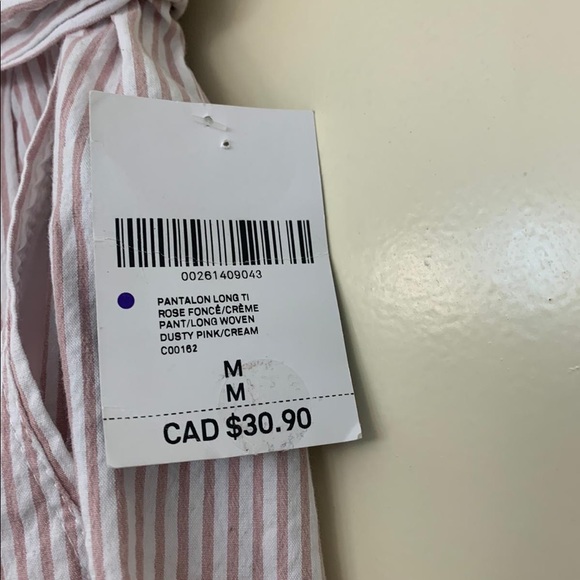 00261409043
PANTALON LONG TI
ROSE FONCÉ/CRÈME
PANT/LONG WOVEN
DUSTY PINK/CREAM
C00162
M
M
CAD $30.90